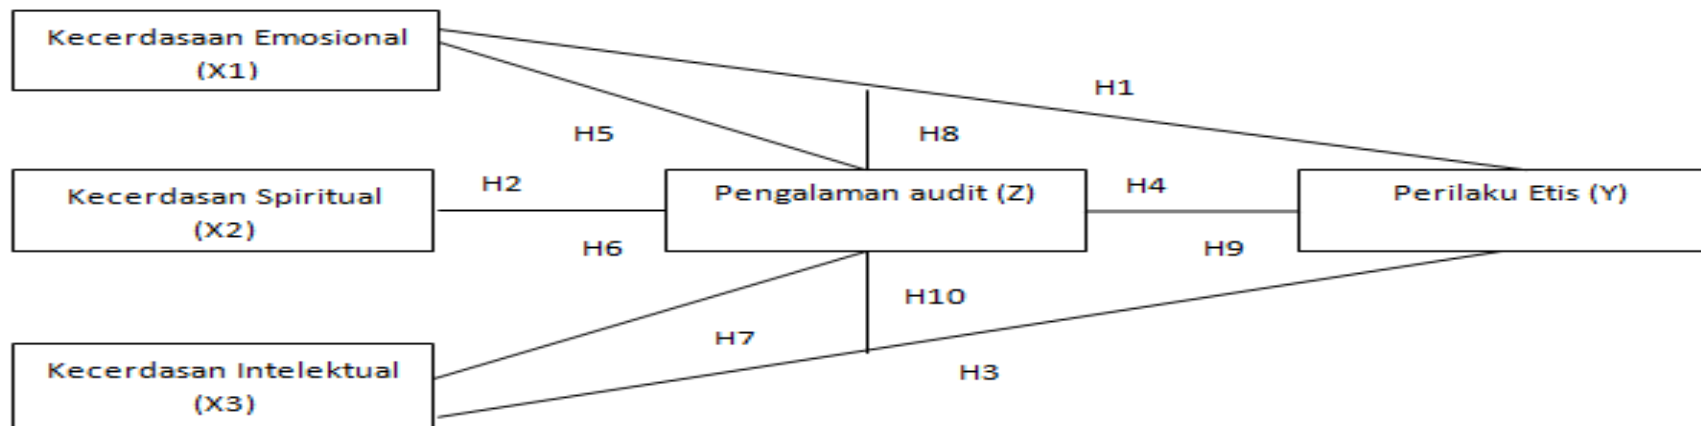 Kecerdasaan Emosional
(X1)
H1
H5
H8
Kecerdasan Spiritual
(X2)
H2
Pengalaman audit (Z)
H4
Perilaku Etis (Y)
H6
H9
H10
H7
Kecerdasan Intelektual
(X3)
H3